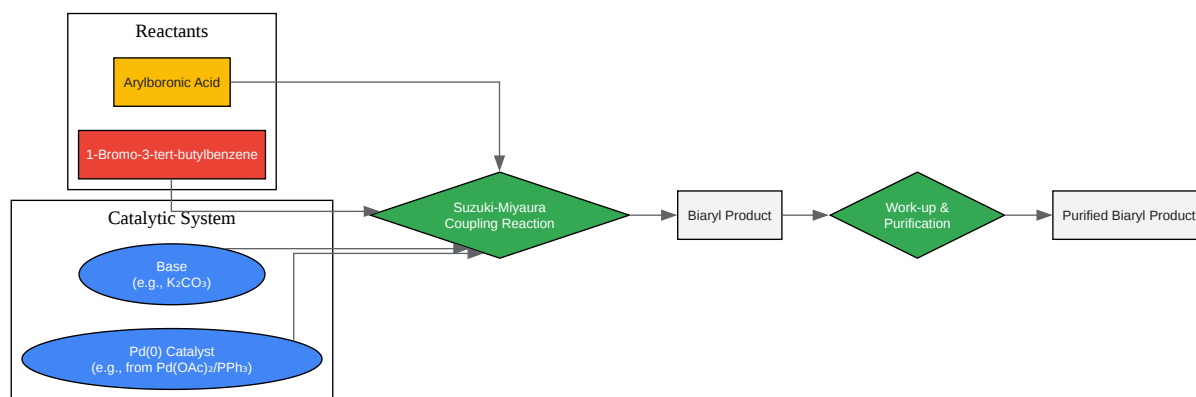 Reactants
Arylboronic Acid
1-Bromo-3-tert-butylbenzene
Catalytic System
Base
(e.g., K₂CO₃)
Pd(0) Catalyst
(e.g., from Pd(OAc)₂/PPh₃)
Suzuki-Miyaura
Coupling Reaction
Biaryl Product
Work-up &
Purification
Purified Biaryl Product